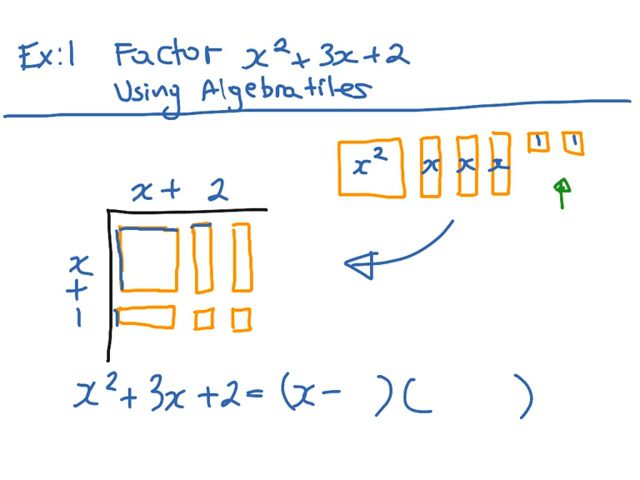 Ex:1 Factor x² + 3x + 2
Using Algebratiles
x² x x x 1 1
x + 2
x
+
1
x² + 3x + 2 = (x - )( )